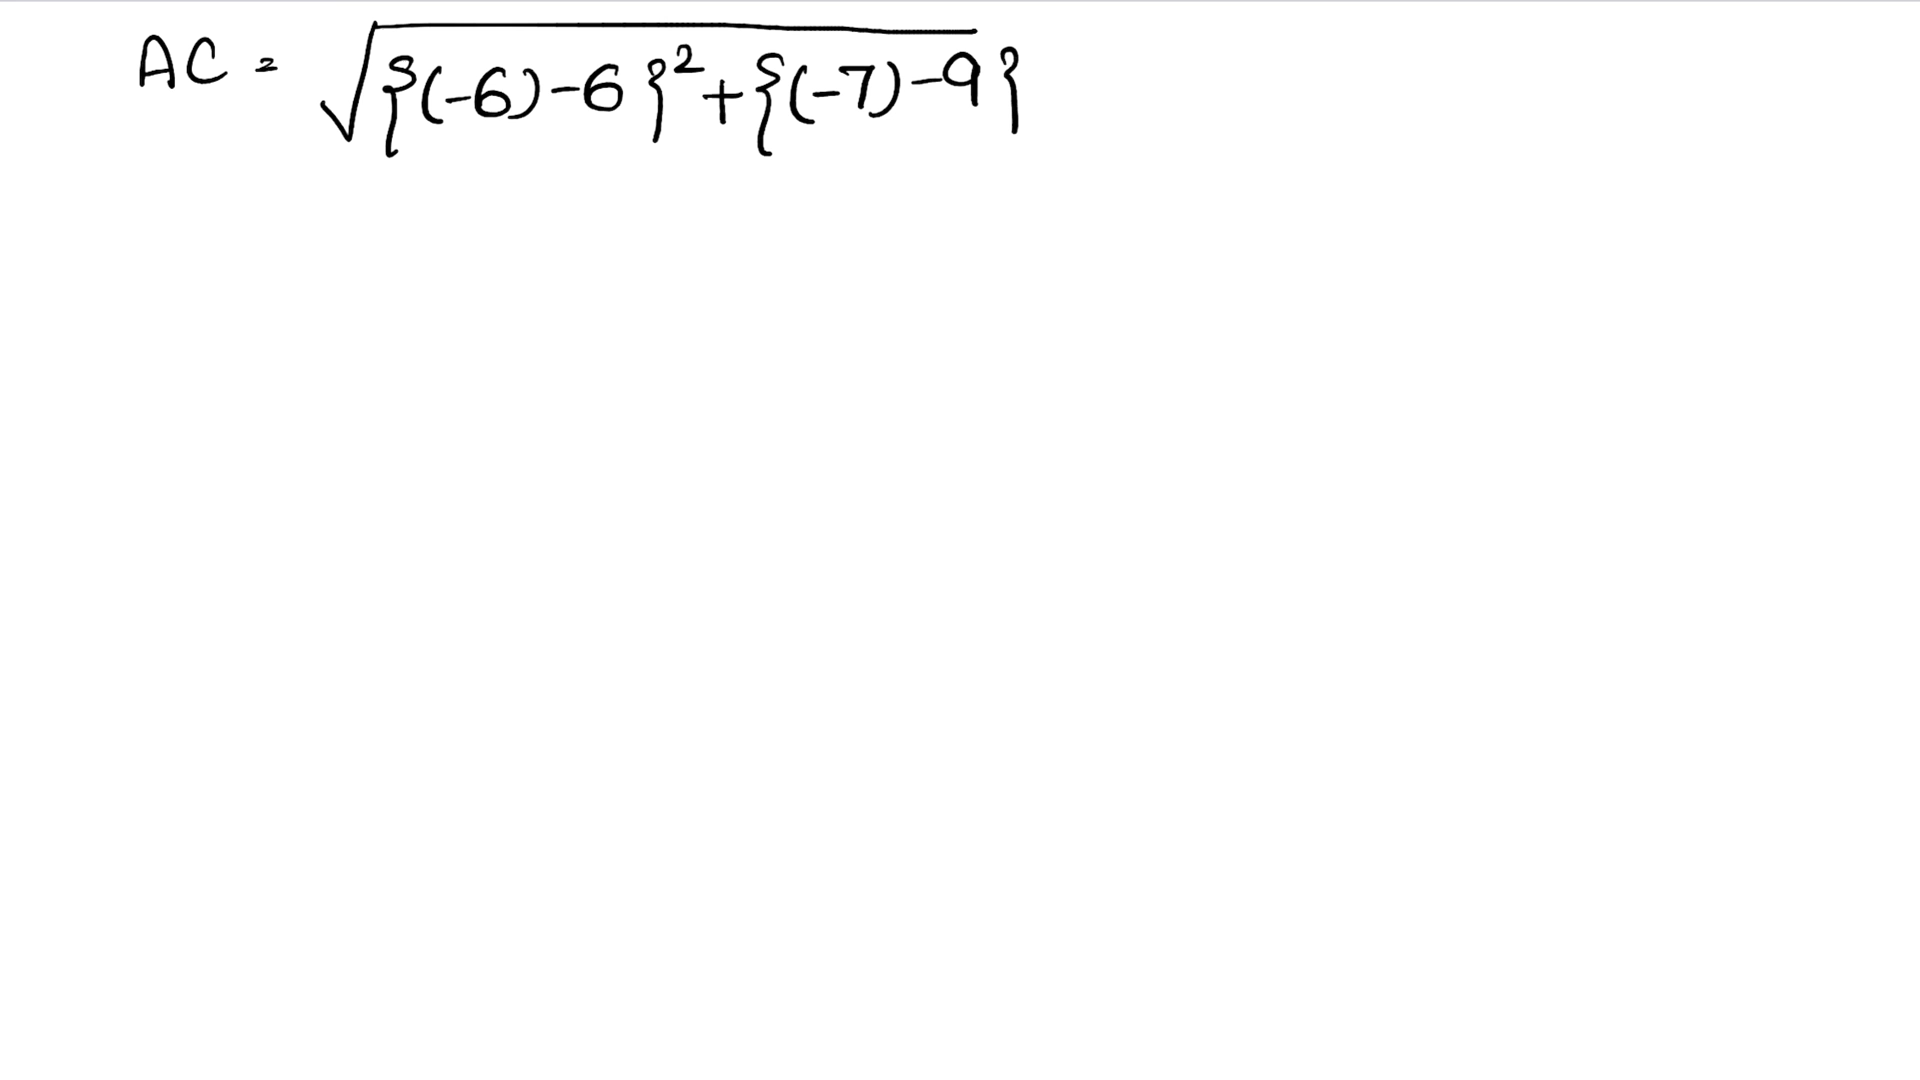 AC = √{(-6)-6}²+{(-7)-9}